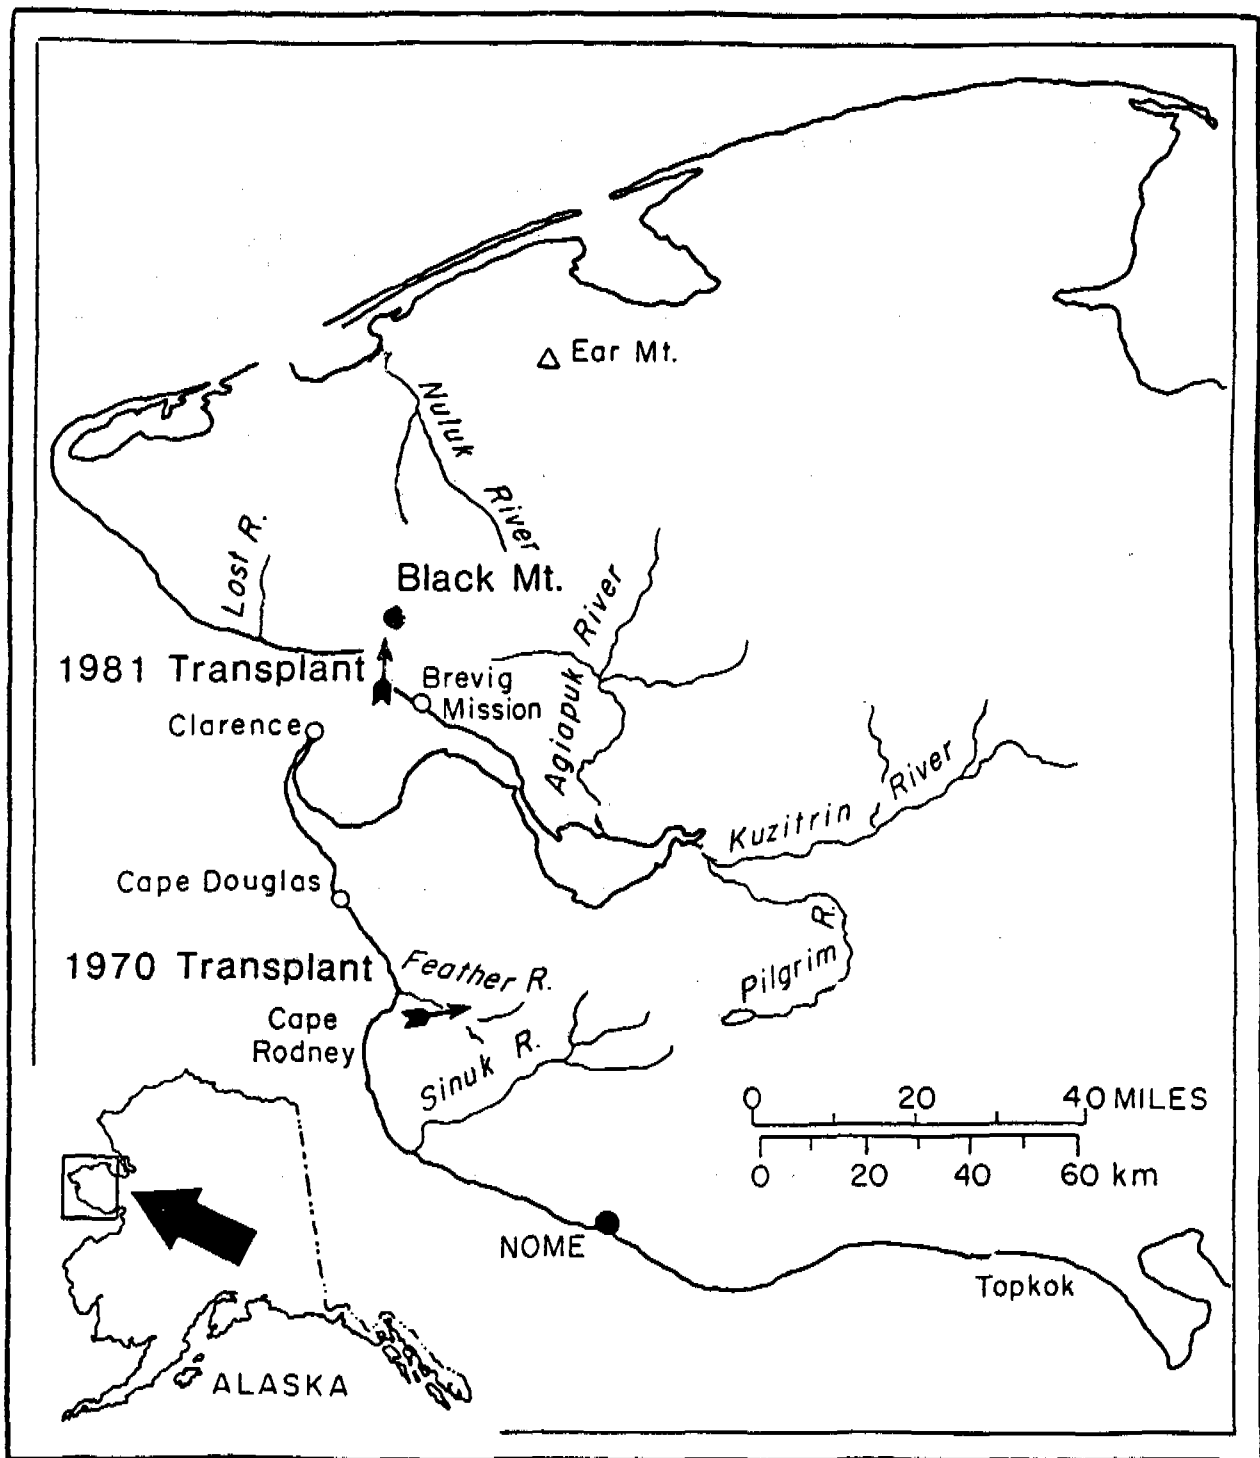 Ear Mt.
Nuluk
River
Lost R.
Black Mt.
Agiapuk River
1981 Transplant
Brevig
Mission
Clarence
Kuzitrin River
Cape Douglas
Pilgrim R.
1970 Transplant
Feather R.
Cape
Rodney
Sinuk R.
0 20 40 MILES
0 20 40 60 km
NOME
Topkok
ALASKA